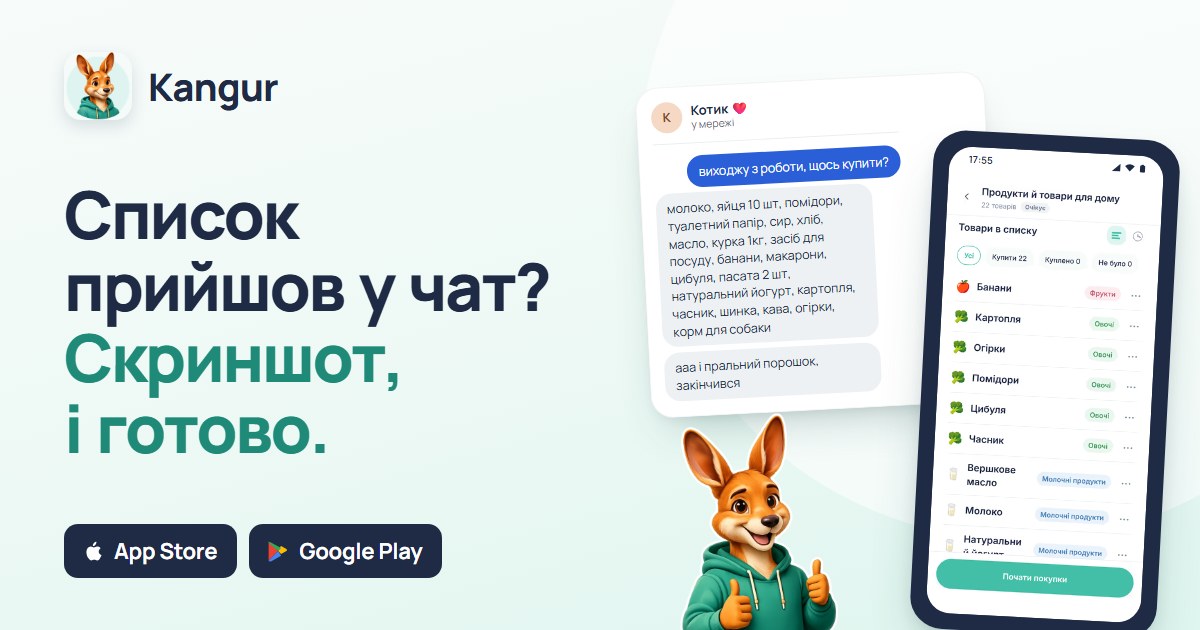 Kangur
Список
прийшов у чат?
Скриншот,
і готово.
App Store
Google Play
К
Котик ❤️
у мережі
виходжу з роботи, щось купити?
молоко, яйця 10 шт, помідори,
туалетний папір, сир, хліб,
масло, курка 1кг, засіб для
посуду, банани, макарони,
цибуля, пасата 2 шт,
натуральний йогурт, картопля,
часник, шинка, кава, огірки,
корм для собаки
ааа і пральний порошок,
закінчився
17:55
Продукти й товари для дому
22 товарів Очікує
Товари в списку
Усі Купити 22 Куплено 0 Не було 0
Банани Фрукти
Картопля Овочі
Огірки Овочі
Помідори Овочі
Цибуля Овочі
Часник Овочі
Вершкове
масло Молочні продукти
Молоко Молочні продукти
Натуральни
й йогурт Молочні продукти
Почати покупки